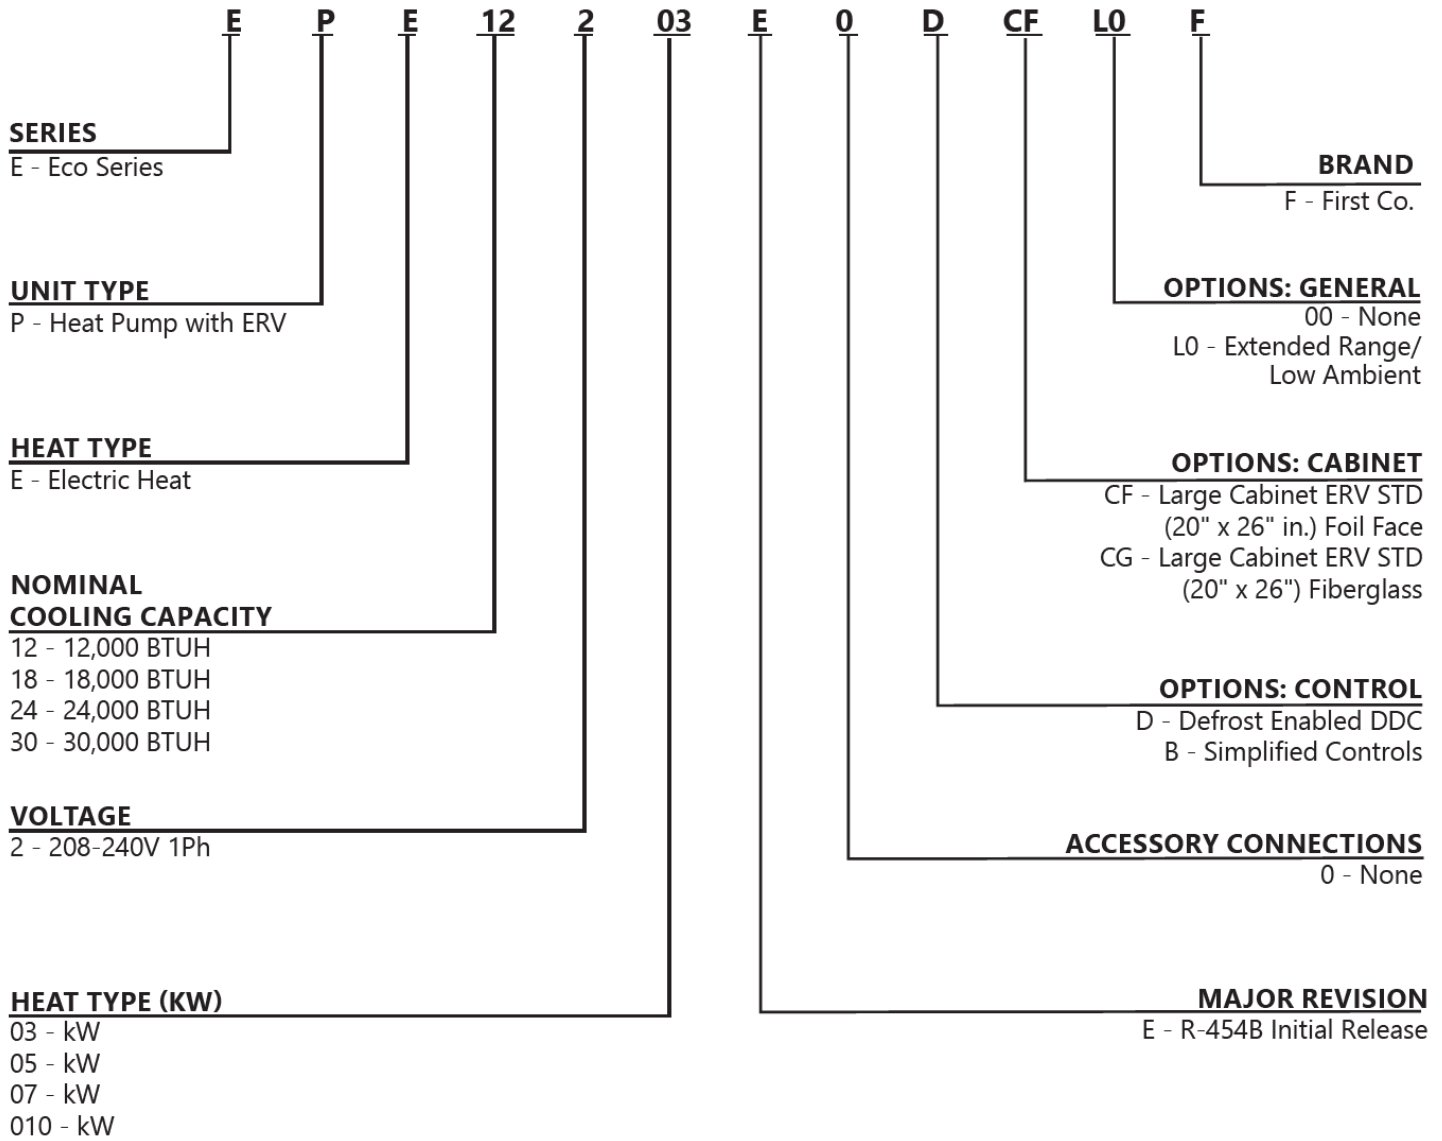 E P E 12 2 03 E 0 D CF L0 F
SERIES
E - Eco Series
UNIT TYPE
P - Heat Pump with ERV
HEAT TYPE
E - Electric Heat
NOMINAL
COOLING CAPACITY
12 - 12,000 BTUH
18 - 18,000 BTUH
24 - 24,000 BTUH
30 - 30,000 BTUH
VOLTAGE
2 - 208-240V 1Ph
HEAT TYPE (KW)
03 - kW
05 - kW
07 - kW
010 - kW
BRAND
F - First Co.
OPTIONS: GENERAL
00 - None
L0 - Extended Range/
Low Ambient
OPTIONS: CABINET
CF - Large Cabinet ERV STD
(20" x 26" in.) Foil Face
CG - Large Cabinet ERV STD
(20" x 26") Fiberglass
OPTIONS: CONTROL
D - Defrost Enabled DDC
B - Simplified Controls
ACCESSORY CONNECTIONS
0 - None
MAJOR REVISION
E - R-454B Initial Release